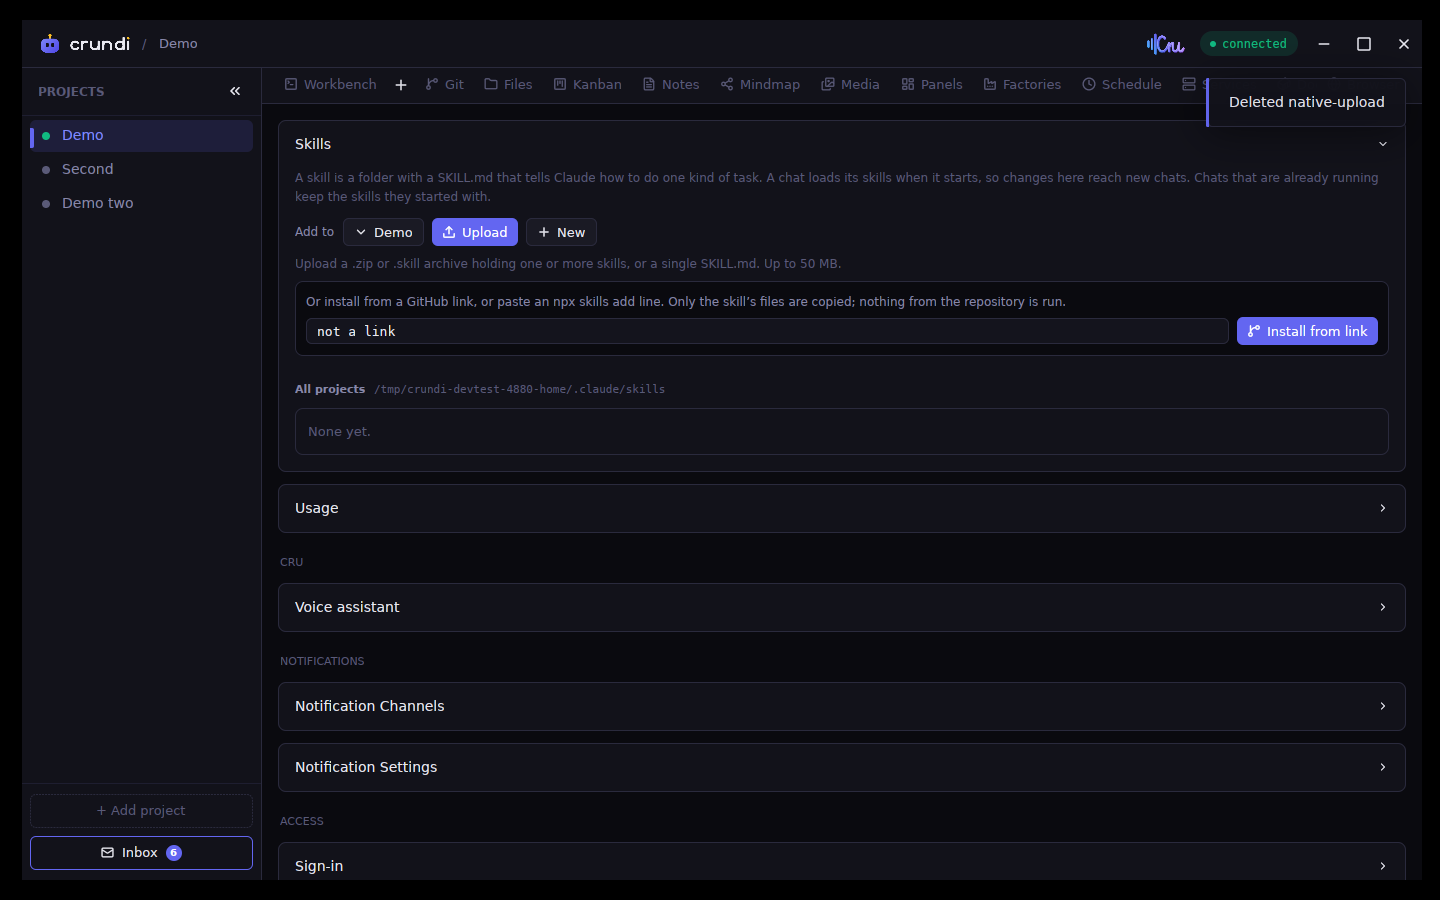 crundi / Demo
Cru
connected
PROJECTS
Demo
Second
Demo two
+ Add project
Inbox 6
Workbench
Git
Files
Kanban
Notes
Mindmap
Media
Panels
Factories
Schedule
Deleted native-upload
Skills
A skill is a folder with a SKILL.md that tells Claude how to do one kind of task. A chat loads its skills when it starts, so changes here reach new chats. Chats that are already running
keep the skills they started with.
Add to Demo Upload + New
Upload a .zip or .skill archive holding one or more skills, or a single SKILL.md. Up to 50 MB.
Or install from a GitHub link, or paste an npx skills add line. Only the skill’s files are copied; nothing from the repository is run.
not a link
Install from link
All projects /tmp/crundi-devtest-4880-home/.claude/skills
None yet.
Usage
CRU
Voice assistant
NOTIFICATIONS
Notification Channels
Notification Settings
ACCESS
Sign-in